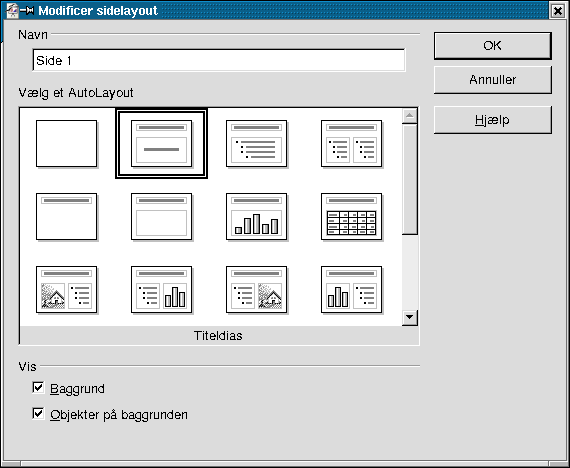 Modificer sidelayout
Navn
Side 1
OK
Annuller
Hjælp
Vælg et AutoLayout
Titeldias
Vis
Baggrund
Objekter på baggrunden